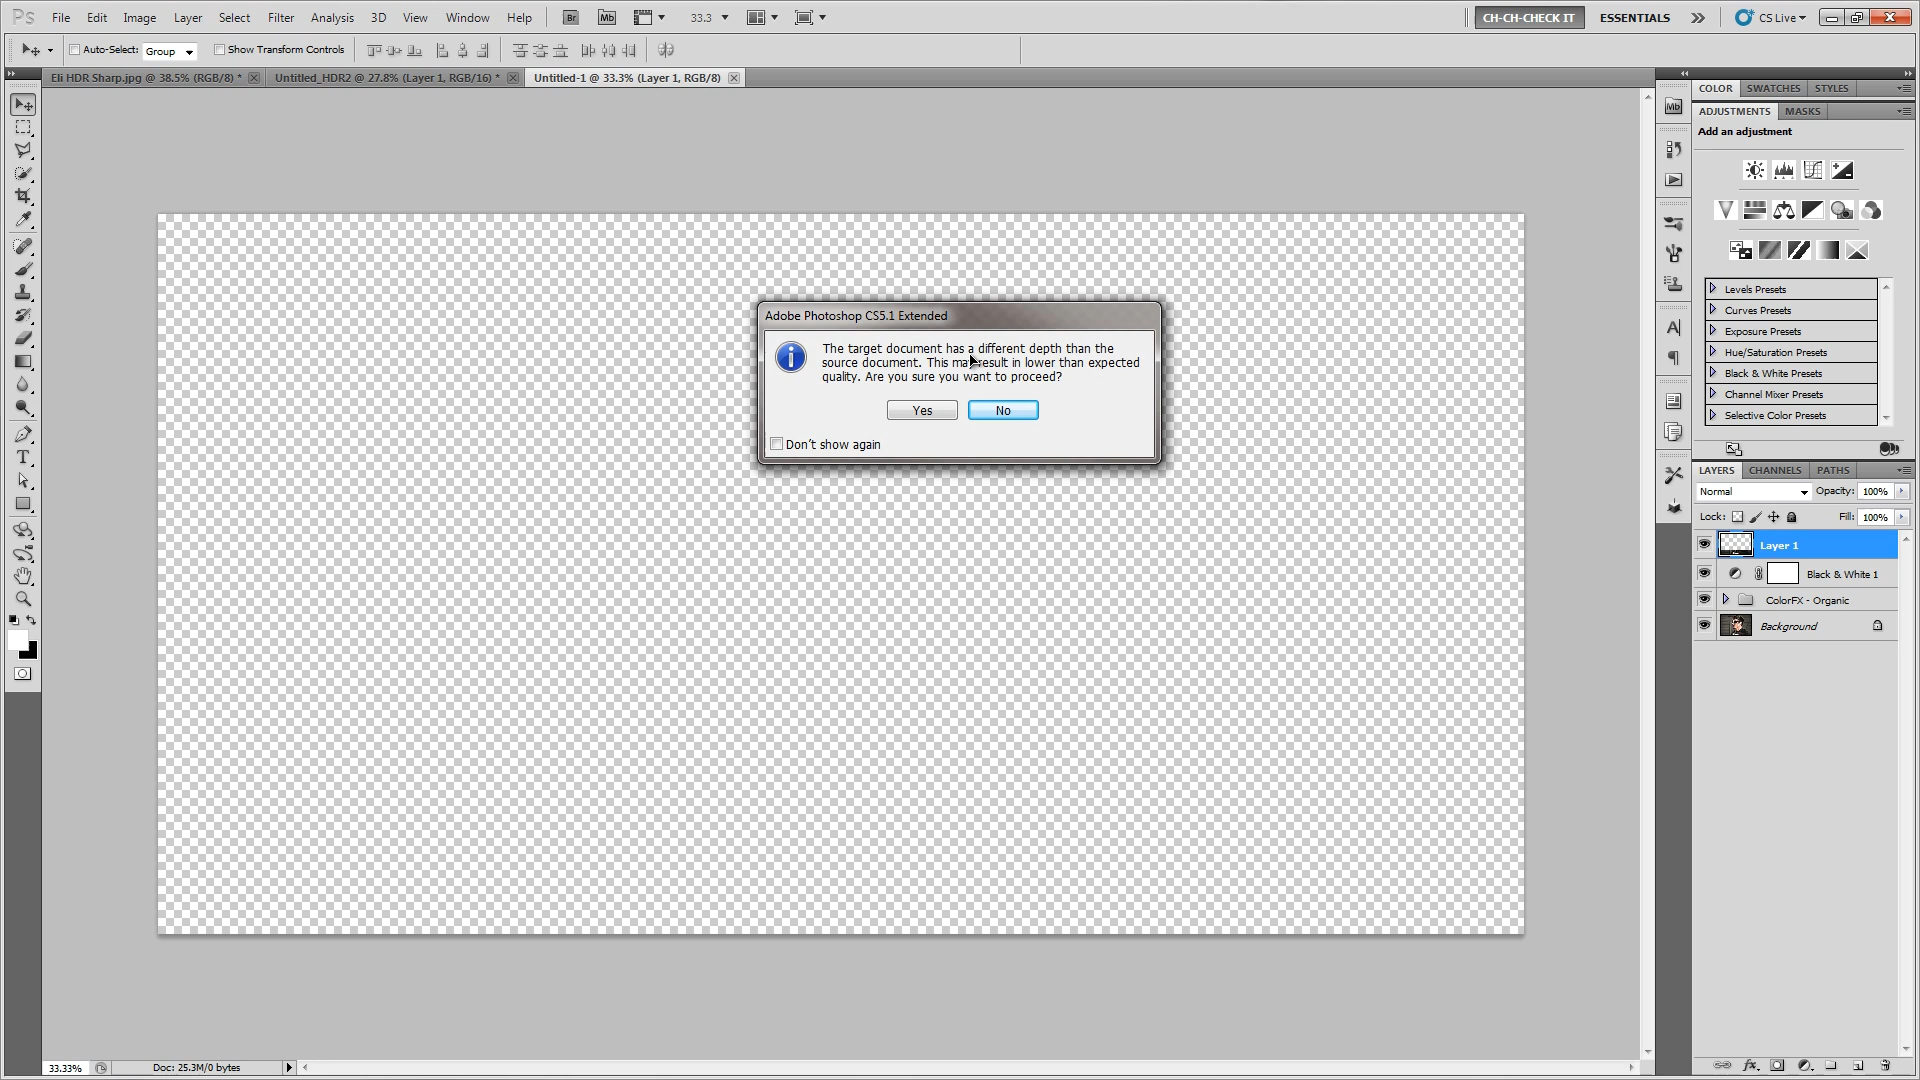 Ps File Edit Image Layer Select Filter Analysis 3D View Window Help Br Mb 33.3 CH-CH-CHECK IT ESSENTIALS CS Live
Auto-Select: Group Show Transform Controls
Eli HDR Sharp.jpg @ 38.5% (RGB/8) * Untitled_HDR2 @ 27.8% (Layer 1, RGB/16) * Untitled-1 @ 33.3% (Layer 1, RGB/8)
COLOR SWATCHES STYLES
Mb
ADJUSTMENTS MASKS
Add an adjustment
Levels Presets
Curves Presets
Exposure Presets
Hue/Saturation Presets
Black & White Presets
Channel Mixer Presets
Selective Color Presets
Adobe Photoshop CS5.1 Extended
The target document has a different depth than the
source document. This may result in lower than expected
quality. Are you sure you want to proceed?
Yes No
Don't show again
LAYERS CHANNELS PATHS
Normal Opacity: 100%
Lock: Fill: 100%
Layer 1
Black & White 1
ColorFX - Organic
Background
33.33% Doc: 25.3M/0 bytes